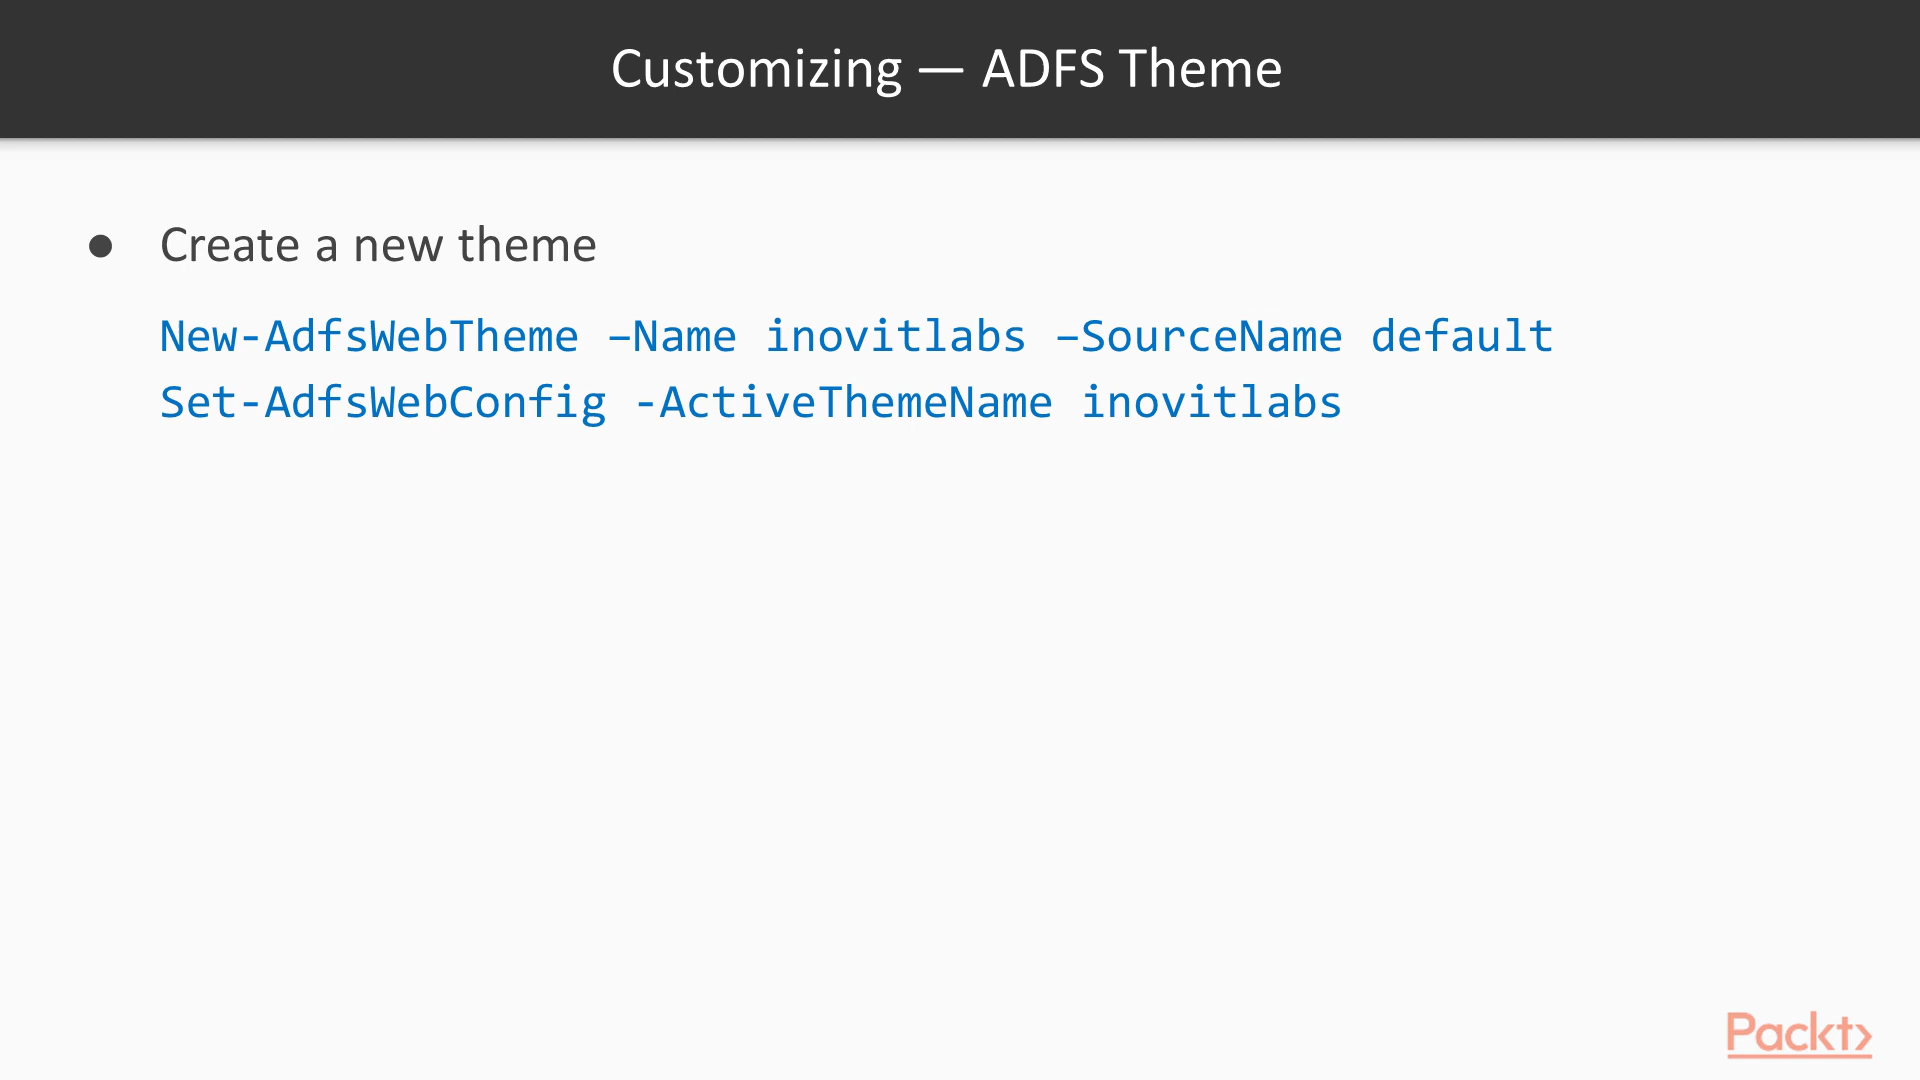 Customizing — ADFS Theme
● Create a new theme
New-AdfsWebTheme –Name inovitlabs –SourceName default
Set-AdfsWebConfig -ActiveThemeName inovitlabs
Packt>